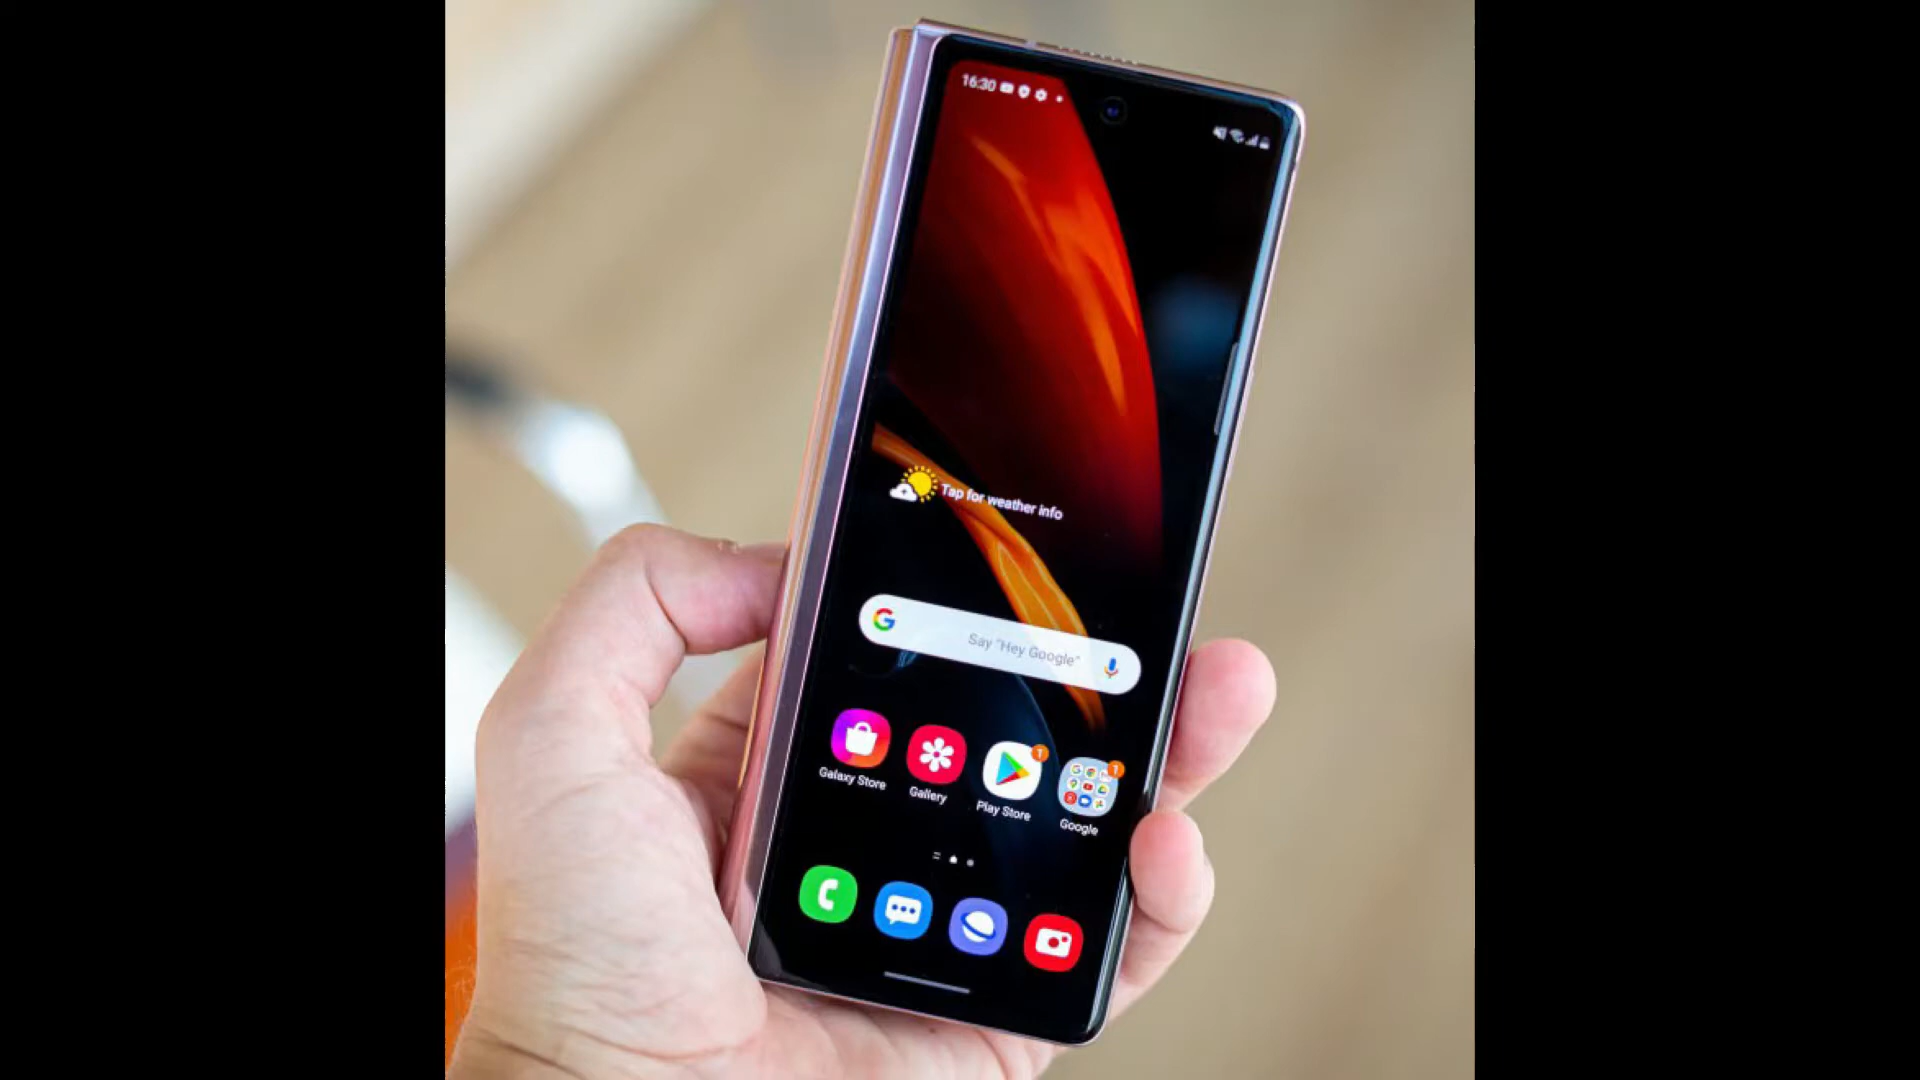 16:30
Tap for weather info
Say "Hey Google"
Galaxy Store
Gallery
Play Store
Google